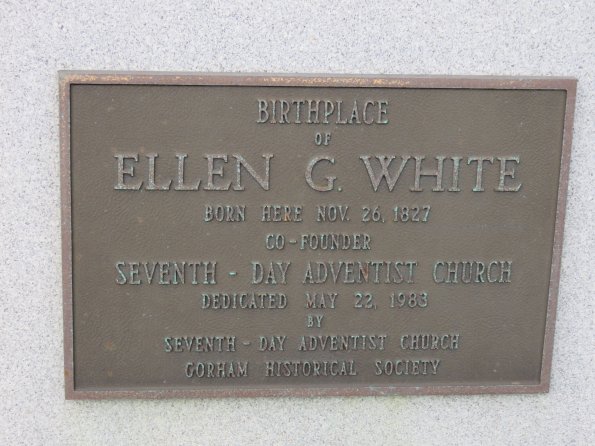 BIRTHPLACE
OF
ELLEN G. WHITE
BORN HERE NOV. 26, 1827
CO-FOUNDER
SEVENTH - DAY ADVENTIST CHURCH
DEDICATED MAY 22, 1983
BY
SEVENTH - DAY ADVENTIST CHURCH
GORHAM HISTORICAL SOCIETY